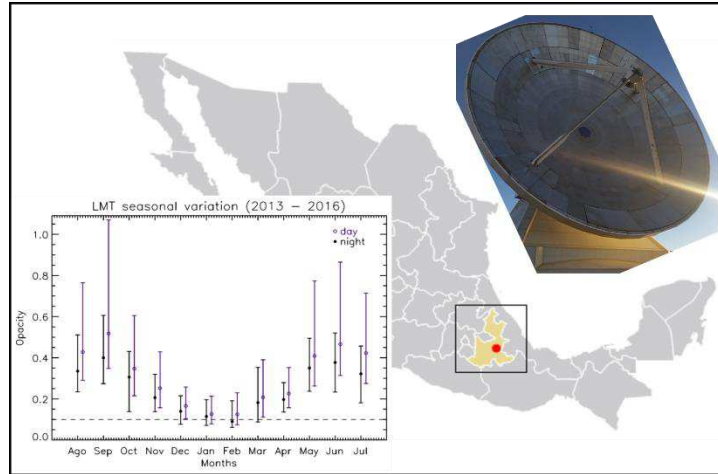 LMT seasonal variation (2013 – 2016)
day
night
1.0
0.8
0.6
0.4
0.2
0.0
Opacity
Ago Sep Oct Nov Dec Jan Feb Mar Apr May Jun Jul
Months